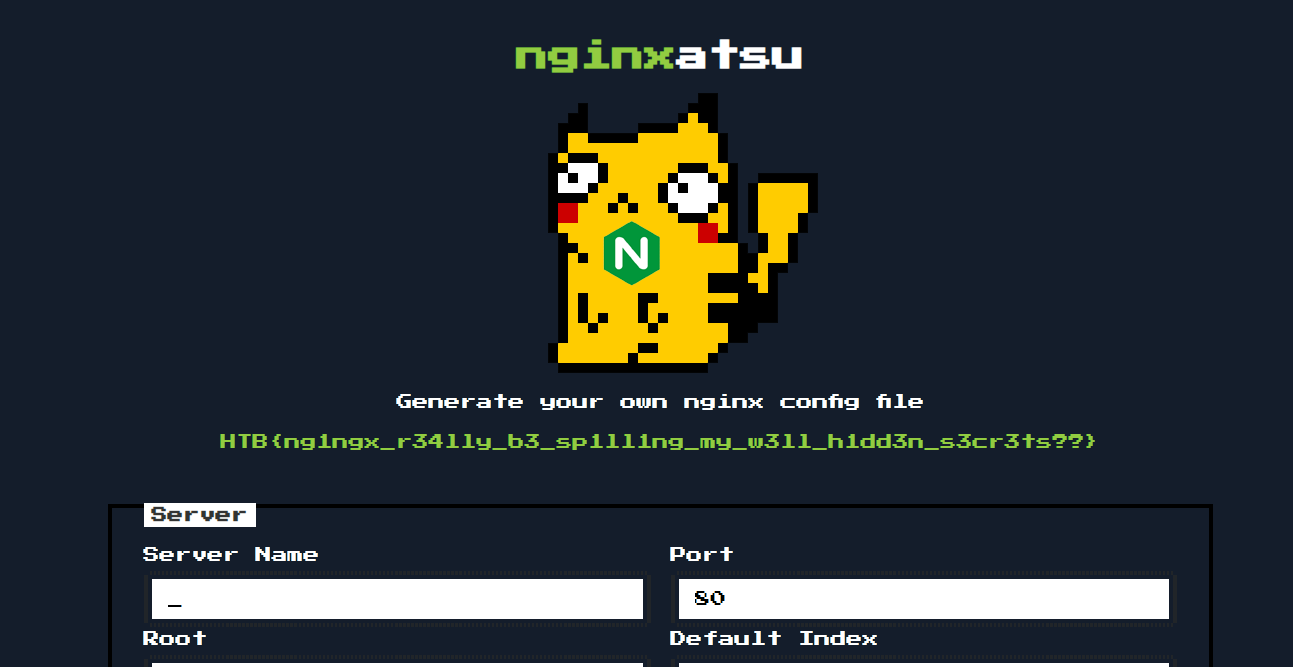 nginxatsu
N
Generate your own nginx config file
HTB{ng1ngx_r34lly_b3_sp1ll1ng_my_w3ll_h1dd3n_s3cr3ts??}
Server
Server Name
Port
_
80
Root
Default Index